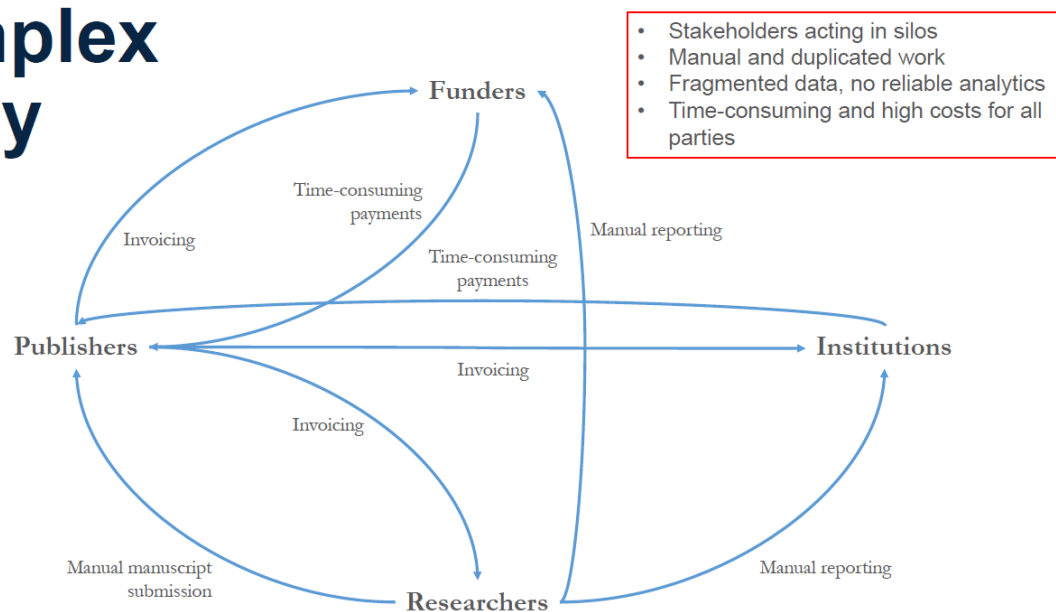 mplex
y
• Stakeholders acting in silos
• Manual and duplicated work
• Fragmented data, no reliable analytics
• Time-consuming and high costs for all
parties
Funders
Time-consuming
payments
Invoicing
Manual reporting
Time-consuming
payments
Publishers
Institutions
Invoicing
Invoicing
Manual manuscript
submission
Manual reporting
Researchers